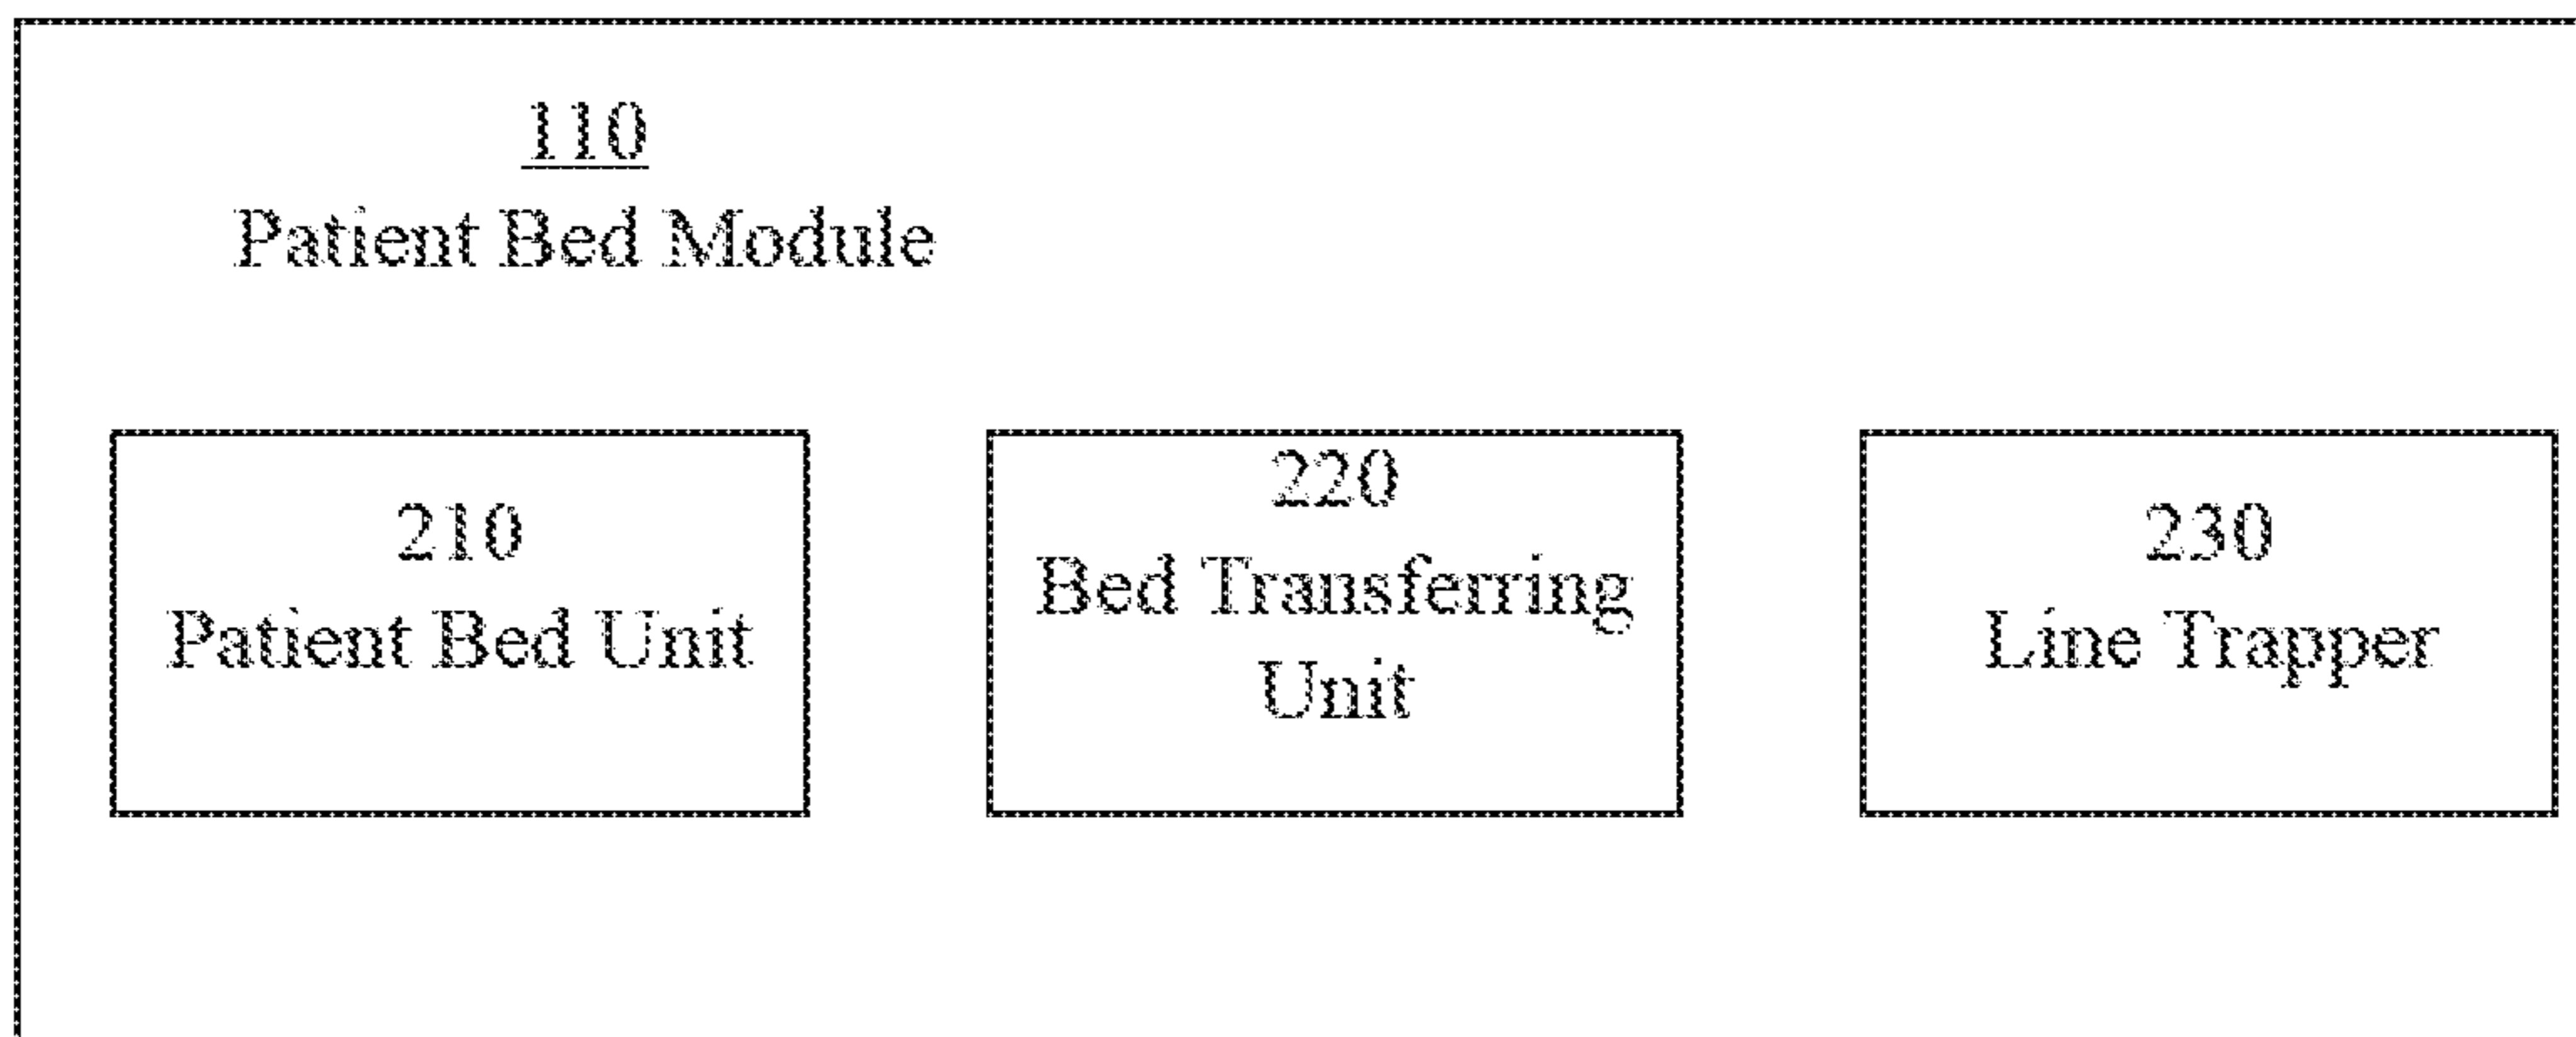 110
Patient Bed Module
210
Patient Bed Unit
220
Bed Transferring
Unit
230
Line Trapper